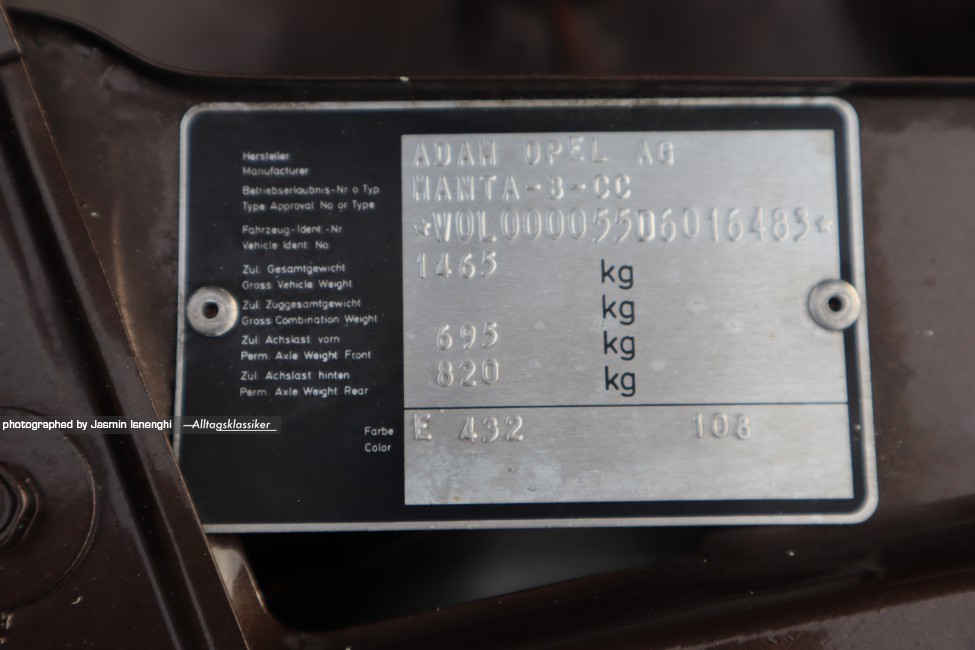 Hersteller
Manufacturer
ADAM OPEL AG
Betriebserlaubnis-Nr o Typ
Type Approval No or Type
MANTA-B-CC
Fahrzeug-Ident.-Nr
Vehicle Ident. No
*W0L000055D6016483*
Zul. Gesamtgewicht
Gross Vehicle Weight
1465 kg
Zul. Zuggesamtgewicht
Gross Combination Weight
kg
Zul. Achslast vorn
Perm. Axle Weight Front
695 kg
Zul. Achslast hinten
Perm. Axle Weight Rear
820 kg
Farbe
Color
E 432 108
photographed by Jasmin Isnenghi —Alltagsklassiker